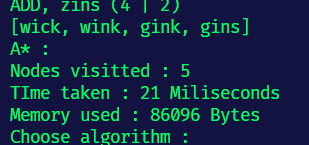 ADD, zins (4 | 2)
[wick, wink, gink, gins]
A* :
Nodes visitted : 5
TIme taken : 21 Miliseconds
Memory used : 86096 Bytes
Choose algorithm :